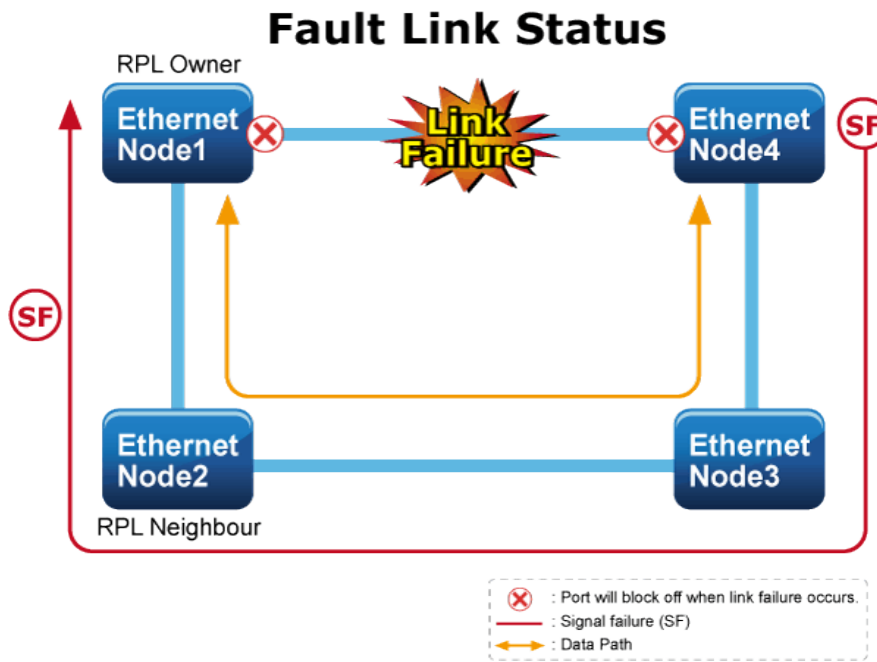 Fault Link Status
RPL Owner
Ethernet
Node1
Link
Failure
Ethernet
Node4
SF
SF
Ethernet
Node2
Ethernet
Node3
RPL Neighbour
: Port will block off when link failure occurs.
: Signal failure (SF)
: Data Path